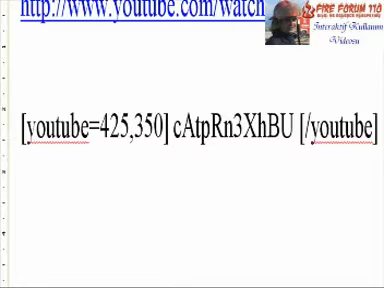 http://www.youtube.com/watch
FIRE FORUM 110
İnteraktif Kullanım
Videosu
[youtube=425,350] cAtpRn3XhBU [/youtube]